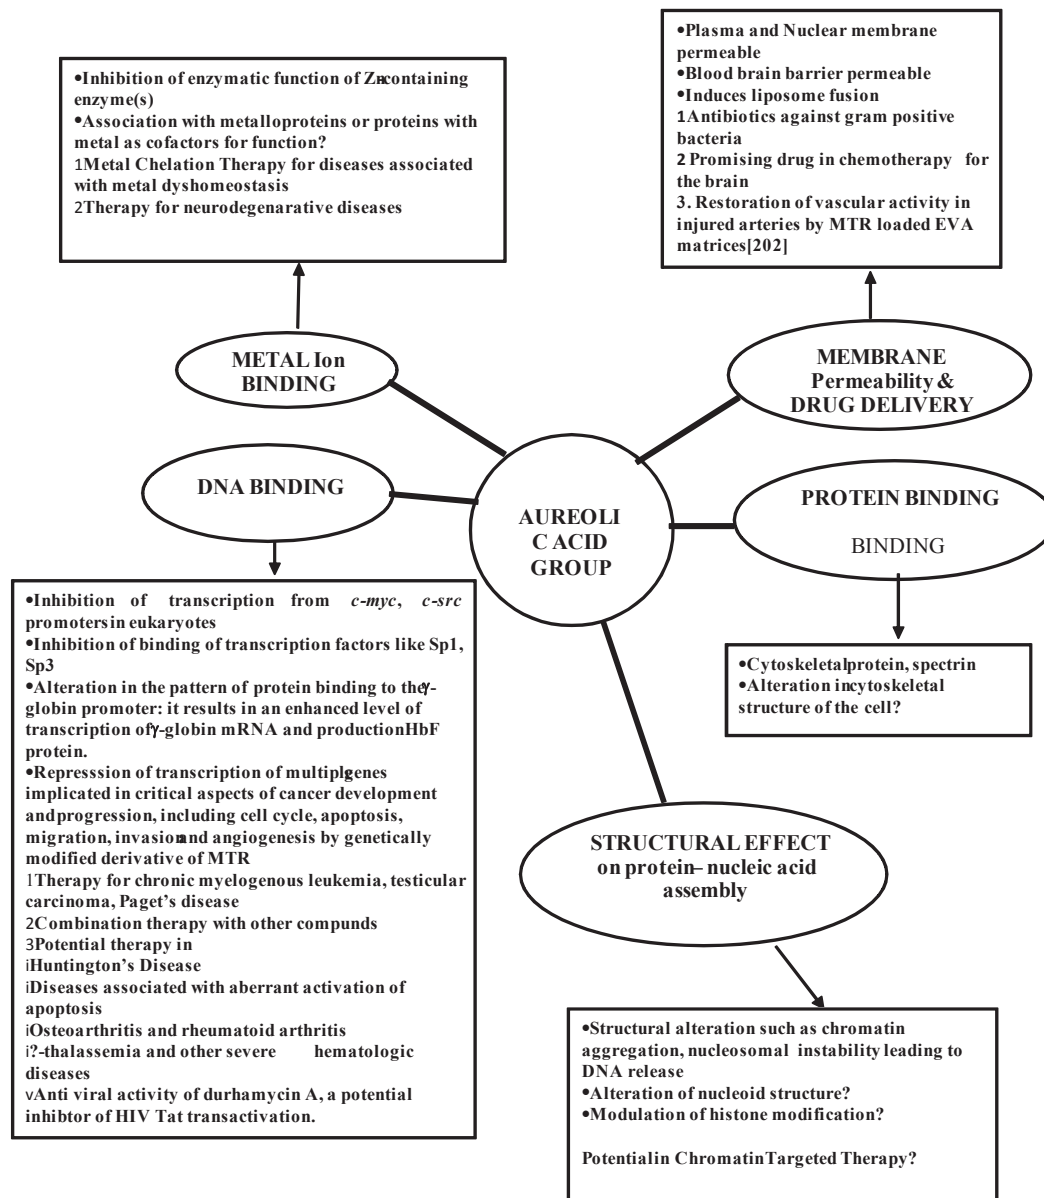 •Inhibition of enzymatic function of Zn-containing
enzyme(s)
•Association with metalloproteins or proteins with
metal as cofactors for function?
1Metal Chelation Therapy for diseases associated
with metal dyshomeostasis
2Therapy for neurodegenarative diseases
•Plasma and Nuclear membrane
permeable
•Blood brain barrier permeable
•Induces liposome fusion
1Antibiotics against gram positive
bacteria
2 Promising drug in chemotherapy for
the brain
3. Restoration of vascular activity in
injured arteries by MTR loaded EVA
matrices[202]
METAL Ion
BINDING
MEMBRANE
Permeability &
DRUG DELIVERY
DNA BINDING
AUREOLI
C ACID
GROUP
PROTEIN BINDING
BINDING
•Inhibition of transcription from c-myc, c-src
promoters in eukaryotes
•Inhibition of binding of transcription factors like Sp1,
Sp3
•Alteration in the pattern of protein binding to the γ-
globin promoter: it results in an enhanced level of
transcription of γ-globin mRNA and production HbF
protein.
•Represssion of transcription of multiple genes
implicated in critical aspects of cancer development
and progression, including cell cycle, apoptosis,
migration, invasion and angiogenesis by genetically
modified derivative of MTR
1Therapy for chronic myelogenous leukemia, testicular
carcinoma, Paget's disease
2Combination therapy with other compunds
3Potential therapy in
iHuntington's Disease
iDiseases associated with aberrant activation of
apoptosis
iOsteoarthritis and rheumatoid arthritis
i?-thalassemia and other severe hematologic
diseases
vAnti viral activity of durhamycin A, a potential
inhibtor of HIV Tat transactivation.
•Cytoskeletal protein, spectrin
•Alteration in cytoskeletal
structure of the cell?
STRUCTURAL EFFECT
on protein–nucleic acid
assembly
•Structural alteration such as chromatin
aggregation, nucleosomal instability leading to
DNA release
•Alteration of nucleoid structure?
•Modulation of histone modification?
Potential in Chromatin Targeted Therapy?